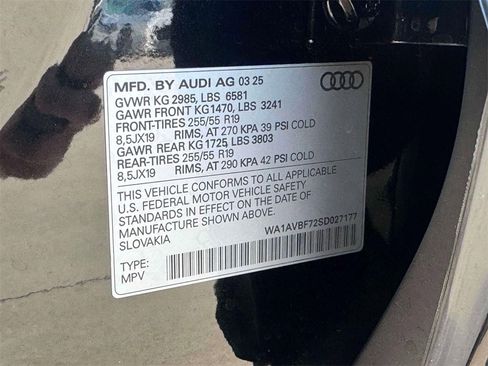 MFD. BY AUDI AG 03 25
GVWR KG 2985, LBS 6581
GAWR FRONT KG1470, LBS 3241
FRONT-TIRES 255/55 R19
8,5JX19 RIMS, AT 270 KPA 39 PSI COLD
GAWR REAR KG1725, LBS 3803
REAR-TIRES 255/55 R19
8,5JX19 RIMS, AT 290 KPA 42 PSI COLD
THIS VEHICLE CONFORMS TO ALL APPLICABLE
U.S. FEDERAL MOTOR VEHICLE SAFETY
STANDARDS IN EFFECT ON THE DATE OF
MANUFACTURE SHOWN ABOVE.
SLOVAKIA
WA1AVBF72SD027177
TYPE:
MPV